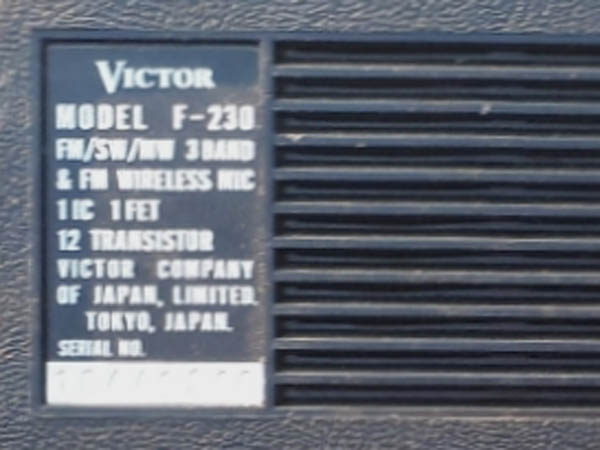 VICTOR
MODEL F-230
FM/SW/MW 3 BAND
& FM WIRELESS MIC
1 IC 1 FET
12 TRANSISTOR
VICTOR COMPANY
OF JAPAN, LIMITED.
TOKYO, JAPAN.
SERIAL NO.